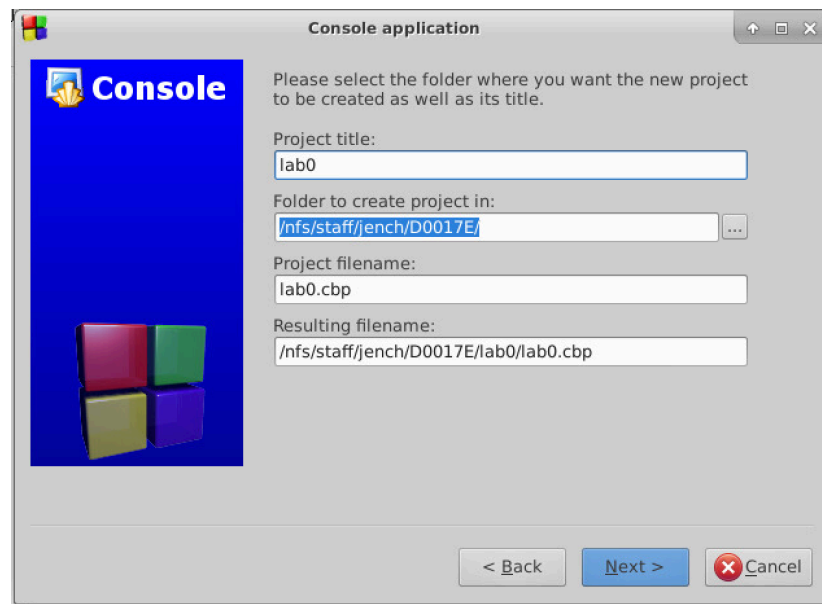 Console application
Console
Please select the folder where you want the new project
to be created as well as its title.
Project title:
lab0
Folder to create project in:
/nfs/staff/jench/D0017E/
...
Project filename:
lab0.cbp
Resulting filename:
/nfs/staff/jench/D0017E/lab0/lab0.cbp
< Back
Next >
Cancel